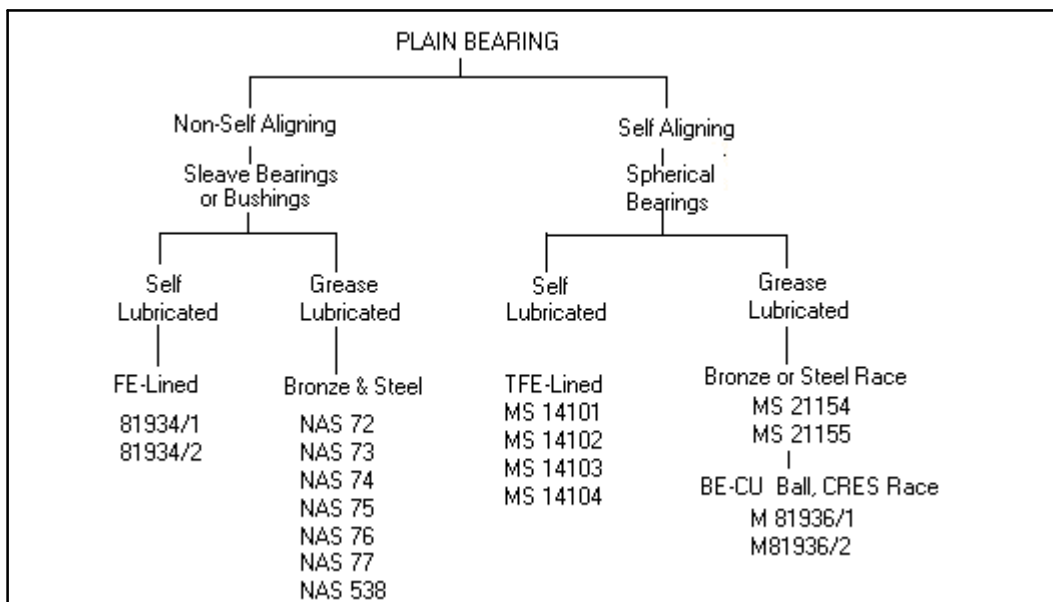 PLAIN BEARING
Non-Self Aligning
Sleave Bearings
or Bushings
Self
Lubricated
FE-Lined
81934/1
81934/2
Grease
Lubricated
Bronze & Steel
NAS 72
NAS 73
NAS 74
NAS 75
NAS 76
NAS 77
NAS 538
Self Aligning
Spherical
Bearings
Self
Lubricated
TFE-Lined
MS 14101
MS 14102
MS 14103
MS 14104
Grease
Lubricated
Bronze or Steel Race
MS 21154
MS 21155
BE-CU Ball, CRES Race
M 81936/1
M81936/2